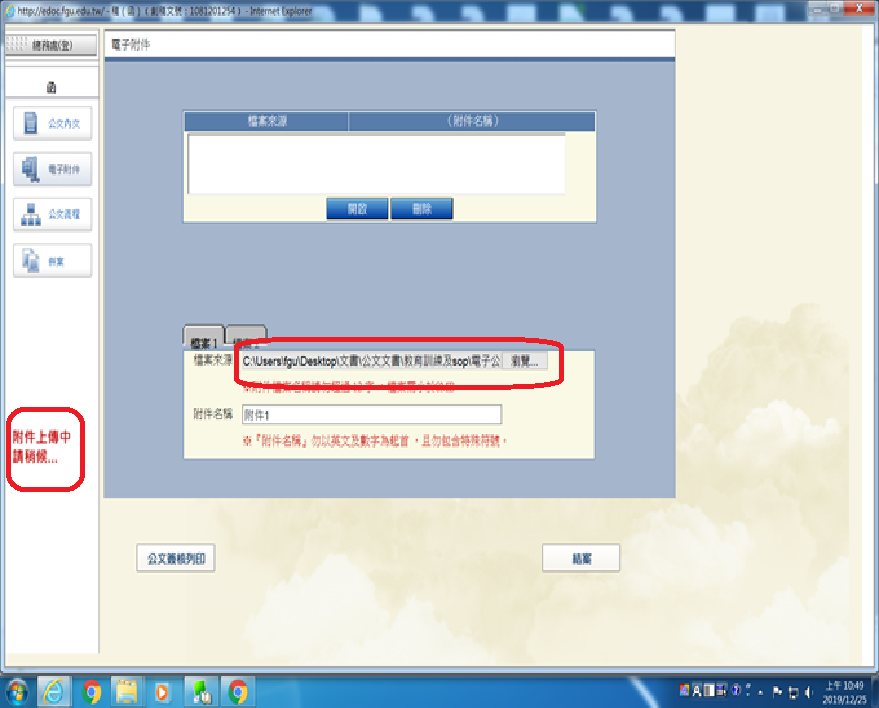 http://edoc.fgu.edu.tw/ - 稿 ( 函 ) ( 創稿文號 : 1081201254 ) - Internet Explorer
總務處(登)
電子附件
函
公文內文
電子附件
公文流程
辦案
檔案來源
(附件名稱)
開啟
刪除
檔案 1
檔案來源
C:\Users\fgu\Desktop\文書\公文文書\教育訓練及sop\電子公
瀏覽...
附件名稱
附件1
※『附件名稱』勿以英文及數字為起首，且勿包含特殊符號。
附件上傳中
請稍候...
公文簽核列印
結案
上午 10:49
2019/12/25